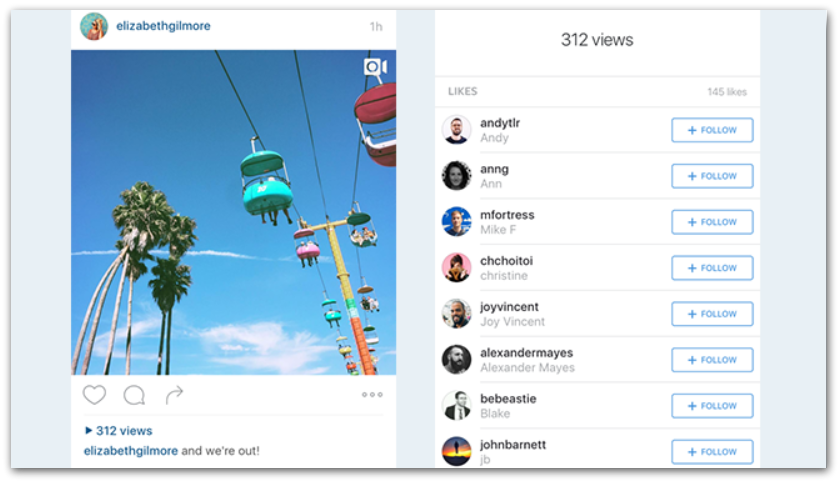 elizabethgilmore
1h
312 views
elizabethgilmore and we're out!
312 views
LIKES
145 likes
andytlr
Andy
+ FOLLOW
anng
Ann
+ FOLLOW
mfortress
Mike F
+ FOLLOW
chchoitoi
christine
+ FOLLOW
joyvincent
Joy Vincent
+ FOLLOW
alexandermayes
Alexander Mayes
+ FOLLOW
bebeastie
Blake
+ FOLLOW
johnbarnett
jb
+ FOLLOW